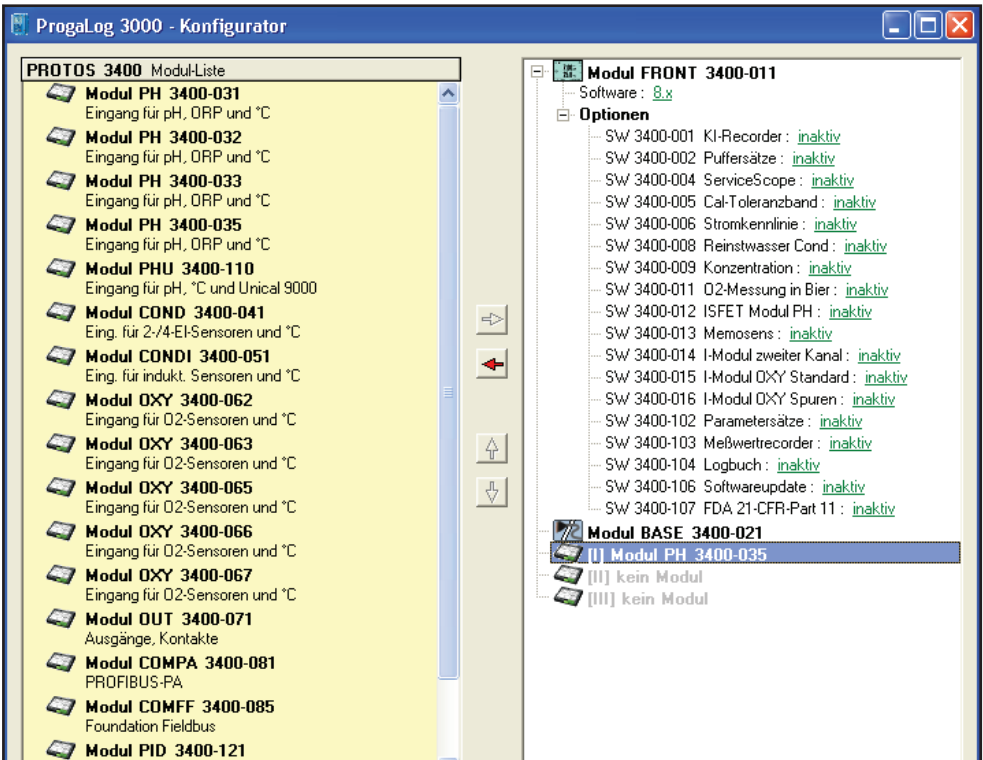 ProgaLog 3000 - Konfigurator
PROTOS 3400 Modul-Liste
Modul PH 3400-031
Eingang für pH, ORP und °C
Modul PH 3400-032
Eingang für pH, ORP und °C
Modul PH 3400-033
Eingang für pH, ORP und °C
Modul PH 3400-035
Eingang für pH, ORP und °C
Modul PHU 3400-110
Eingang für pH, °C und Unical 9000
Modul COND 3400-041
Eing. für 2-/4-El-Sensoren und °C
Modul CONDI 3400-051
Eing. für indukt. Sensoren und °C
Modul OXY 3400-062
Eingang für O2-Sensoren und °C
Modul OXY 3400-063
Eingang für O2-Sensoren und °C
Modul OXY 3400-065
Eingang für O2-Sensoren und °C
Modul OXY 3400-066
Eingang für O2-Sensoren und °C
Modul OXY 3400-067
Eingang für O2-Sensoren und °C
Modul OUT 3400-071
Ausgänge, Kontakte
Modul COMPA 3400-081
PROFIBUS-PA
Modul COMFF 3400-085
Foundation Fieldbus
Modul PID 3400-121
Modul FRONT 3400-011
Software : 8.x
Optionen
SW 3400-001 KI-Recorder : inaktiv
SW 3400-002 Puffersätze : inaktiv
SW 3400-004 ServiceScope : inaktiv
SW 3400-005 Cal-Toleranzband : inaktiv
SW 3400-006 Stromkennlinie : inaktiv
SW 3400-008 Reinstwasser Cond : inaktiv
SW 3400-009 Konzentration : inaktiv
SW 3400-011 O2-Messung in Bier : inaktiv
SW 3400-012 ISFET Modul PH : inaktiv
SW 3400-013 Memosens : inaktiv
SW 3400-014 I-Modul zweiter Kanal : inaktiv
SW 3400-015 I-Modul OXY Standard : inaktiv
SW 3400-016 I-Modul OXY Spuren : inaktiv
SW 3400-102 Parametersätze : inaktiv
SW 3400-103 Meßwertrecorder : inaktiv
SW 3400-104 Logbuch : inaktiv
SW 3400-106 Softwareupdate : inaktiv
SW 3400-107 FDA 21-CFR-Part 11 : inaktiv
Modul BASE 3400-021
[I] Modul PH 3400-035
[II] kein Modul
[III] kein Modul